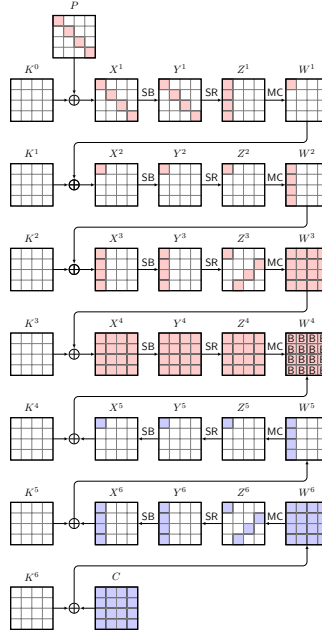 P
K⁰ X¹ Y¹ Z¹ W¹
SB SR MC
K¹ X² Y² Z² W²
SB SR MC
K² X³ Y³ Z³ W³
SB SR MC
K³ X⁴ Y⁴ Z⁴ W⁴
SB SR MC
B B B B
B B B B
B B B B
B B B B
K⁴ X⁵ Y⁵ Z⁵ W⁵
SB SR MC
K⁵ X⁶ Y⁶ Z⁶ W⁶
SB SR MC
K⁶ C